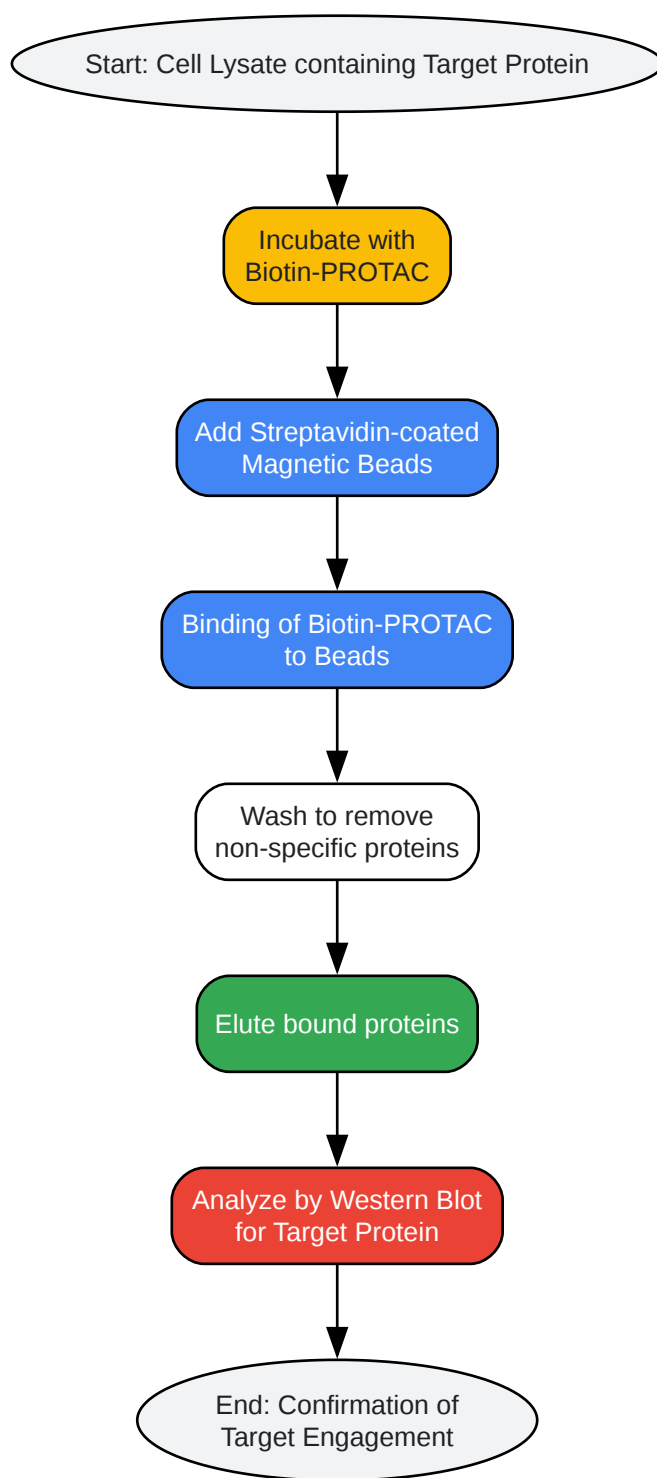 Start: Cell Lysate containing Target Protein
Incubate with
Biotin-PROTAC
Add Streptavidin-coated
Magnetic Beads
Binding of Biotin-PROTAC
to Beads
Wash to remove
non-specific proteins
Elute bound proteins
Analyze by Western Blot
for Target Protein
End: Confirmation of
Target Engagement